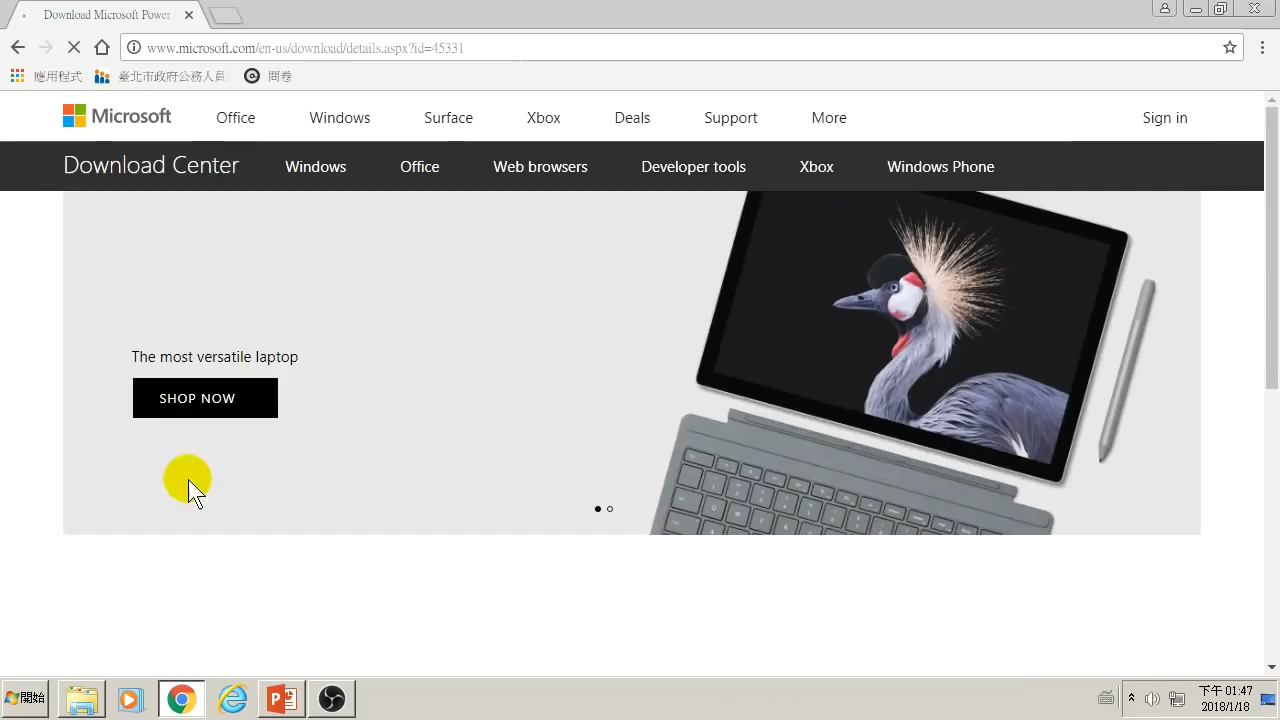 Download Microsoft Power
www.microsoft.com/en-us/download/details.aspx?id=45331
應用程式 臺北市政府公務人員 問卷
Microsoft Office Windows Surface Xbox Deals Support More Sign in
Download Center Windows Office Web browsers Developer tools Xbox Windows Phone
The most versatile laptop
SHOP NOW
開始
下午 01:47
2018/1/18